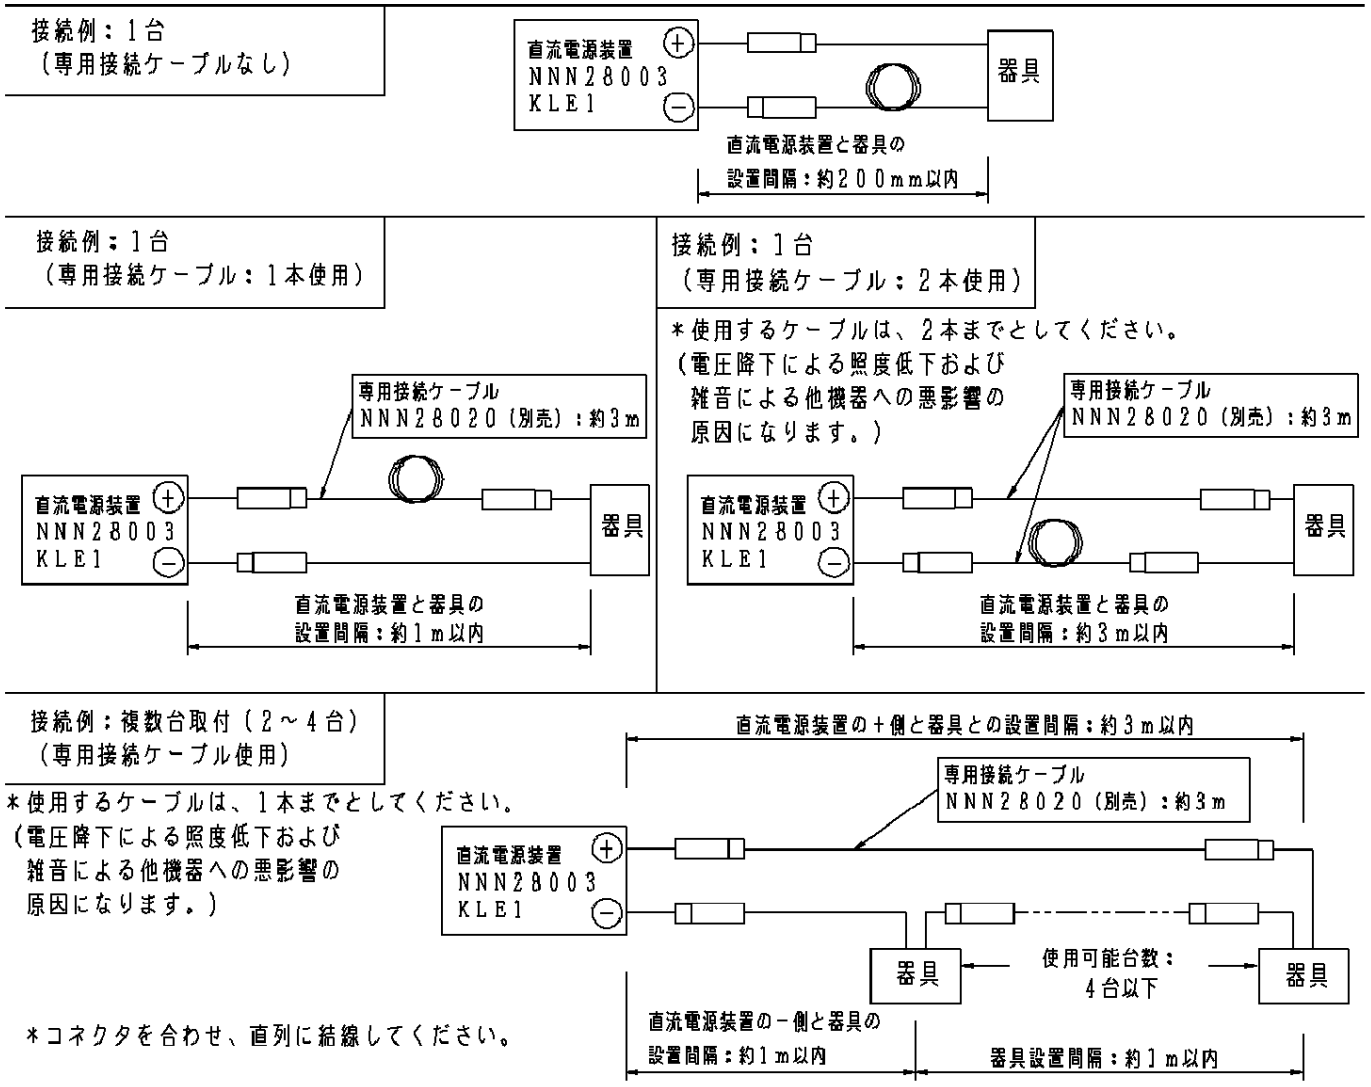 接続例：１台
（専用接続ケーブルなし）
直流電源装置
ＮＮＮ２８００３
ＫＬＥ１
＋
－
器具
直流電源装置と器具の
設置間隔：約２００ｍｍ以内
接続例：１台
（専用接続ケーブル：１本使用）
専用接続ケーブル
ＮＮＮ２８０２０（別売）：約３ｍ
直流電源装置
ＮＮＮ２８００３
ＫＬＥ１
＋
－
器具
直流電源装置と器具の
設置間隔：約１ｍ以内
接続例：１台
（専用接続ケーブル：２本使用）
＊使用するケーブルは、２本までとしてください。
（電圧降下による照度低下および
雑音による他機器への悪影響の
原因になります。）
専用接続ケーブル
ＮＮＮ２８０２０（別売）：約３ｍ
直流電源装置
ＮＮＮ２８００３
ＫＬＥ１
＋
－
器具
直流電源装置と器具の
設置間隔：約３ｍ以内
接続例：複数台取付（２～４台）
（専用接続ケーブル使用）
＊使用するケーブルは、１本までとしてください。
（電圧降下による照度低下および
雑音による他機器への悪影響の
原因になります。）
＊コネクタを合わせ、直列に結線してください。
直流電源装置の＋側と器具との設置間隔：約３ｍ以内
専用接続ケーブル
ＮＮＮ２８０２０（別売）：約３ｍ
直流電源装置
ＮＮＮ２８００３
ＫＬＥ１
＋
－
器具
使用可能台数：
４台以下
器具
直流電源装置の－側と器具の
設置間隔：約１ｍ以内
器具設置間隔：約１ｍ以内